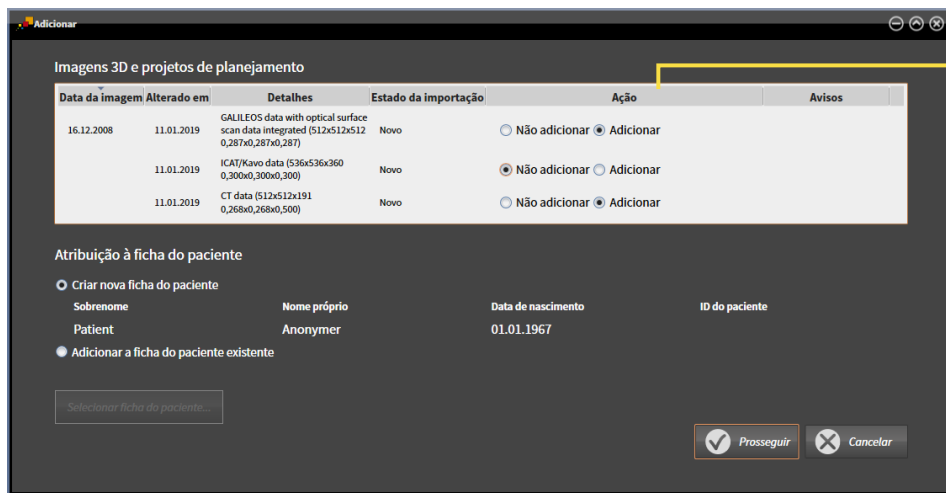 Adicionar
Imagens 3D e projetos de planejamento
Data da imagem Alterado em Detalhes Estado da importação Ação Avisos
GALILEOS data with optical surface
16.12.2008 11.01.2019 scan data integrated (512x512x512 Novo Não adicionar Adicionar
0,287x0,287x0,287)
ICAT/Kavo data (536x536x360
11.01.2019 0,300x0,300x0,300) Novo Não adicionar Adicionar
CT data (512x512x191
11.01.2019 0,268x0,268x0,500) Novo Não adicionar Adicionar
Atribuição à ficha do paciente
Criar nova ficha do paciente
Sobrenome Nome próprio Data de nascimento ID do paciente
Patient Anonymer 01.01.1967
Adicionar a ficha do paciente existente
Selecionar ficha do paciente...
Prosseguir Cancelar